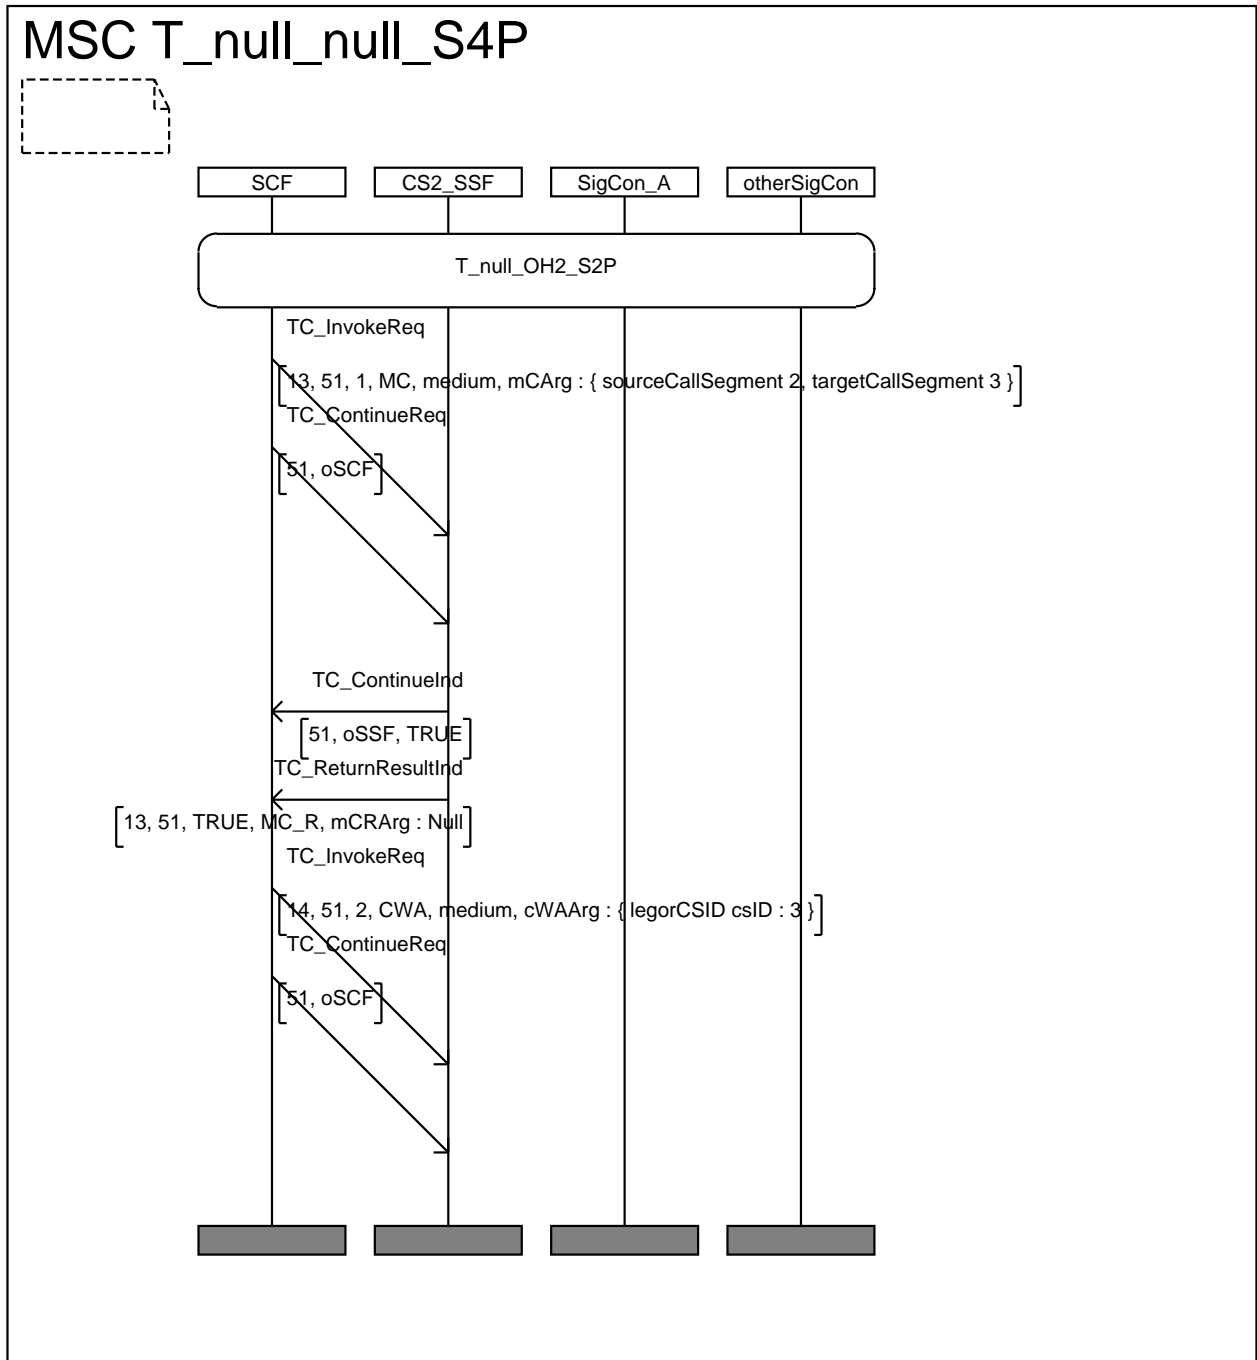 MSC T_null_null_S4P
SCF CS2_SSF SigCon_A otherSigCon
T_null_OH2_S2P
TC_InvokeReq
13, 51, 1, MC, medium, mCArg : { sourceCallSegment 2, targetCallSegment 3 }
TC_ContinueReq
51, oSCF
TC_ContinueInd
51, oSSF, TRUE
TC_ReturnResultInd
13, 51, TRUE, MC_R, mCRArg : Null
TC_InvokeReq
14, 51, 2, CWA, medium, cWAArg : { legorCSID csID : 3 }
TC_ContinueReq
51, oSCF